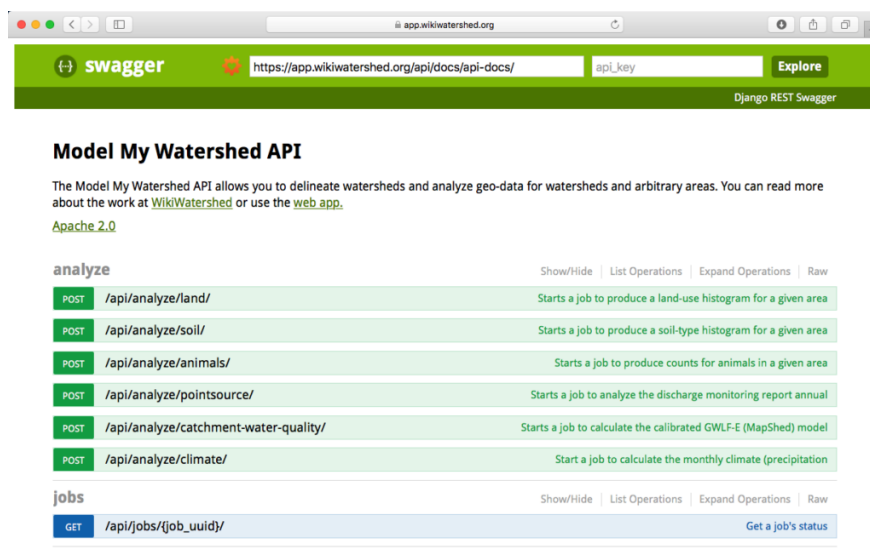 app.wikiwatershed.org
swagger https://app.wikiwatershed.org/api/docs/api-docs/ api_key Explore
Django REST Swagger
Model My Watershed API
The Model My Watershed API allows you to delineate watersheds and analyze geo-data for watersheds and arbitrary areas. You can read more
about the work at WikiWatershed or use the web app.
Apache 2.0
analyze Show/Hide List Operations Expand Operations Raw
POST /api/analyze/land/ Starts a job to produce a land-use histogram for a given area
POST /api/analyze/soil/ Starts a job to produce a soil-type histogram for a given area
POST /api/analyze/animals/ Starts a job to produce counts for animals in a given area
POST /api/analyze/pointsource/ Starts a job to analyze the discharge monitoring report annual
POST /api/analyze/catchment-water-quality/ Starts a job to calculate the calibrated GWLF-E (MapShed) model
POST /api/analyze/climate/ Start a job to calculate the monthly climate (precipitation
jobs Show/Hide List Operations Expand Operations Raw
GET /api/jobs/{job_uuid}/ Get a job's status